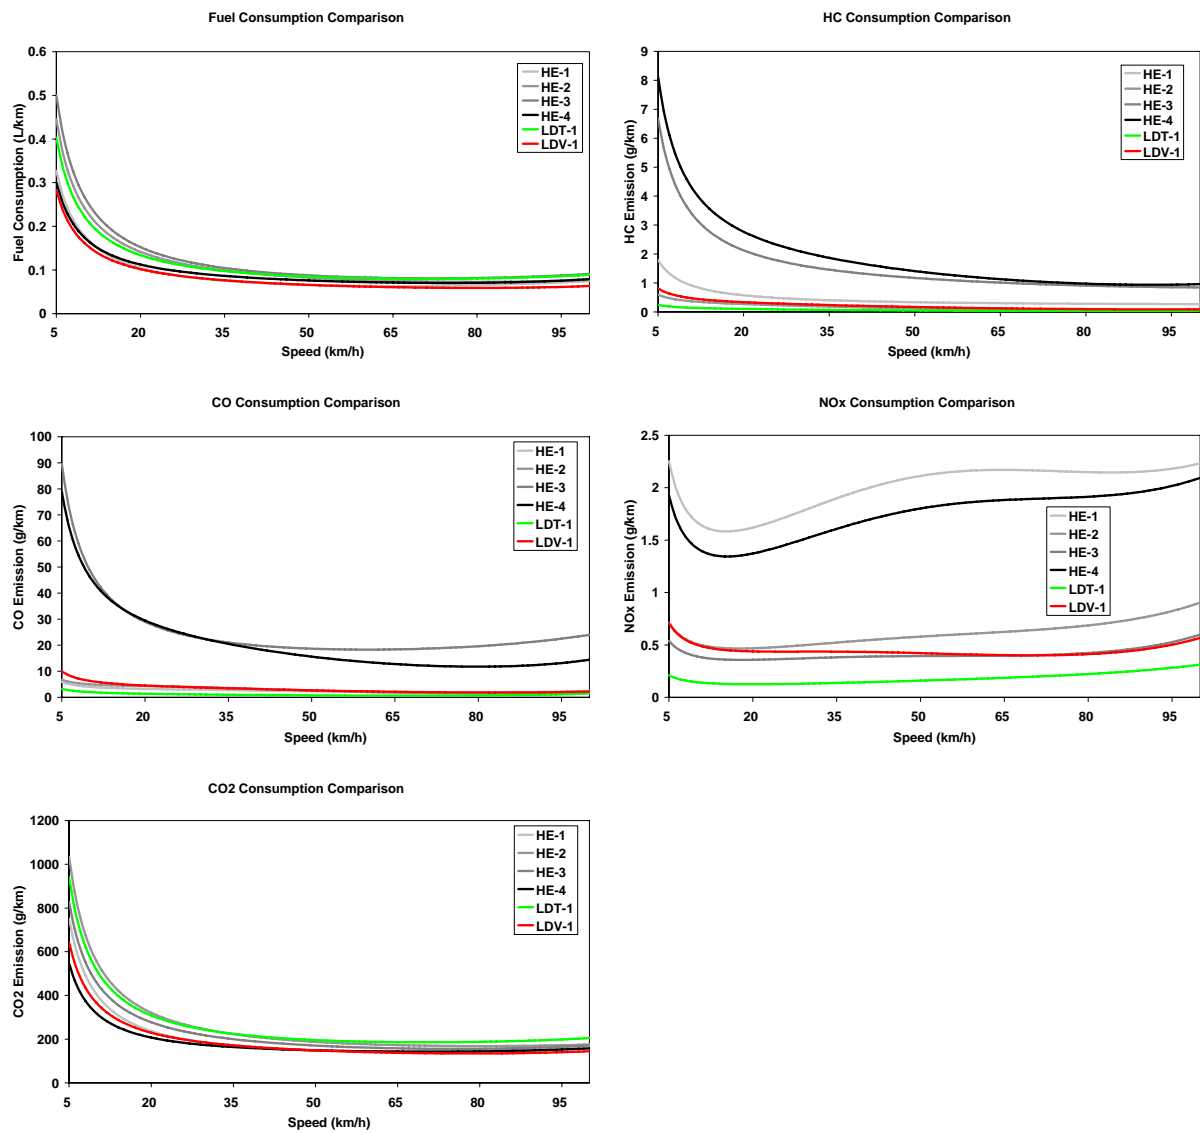 Fuel Consumption Comparison
0.6
0.5
0.4
0.3
0.2
0.1
0
Fuel Consumption (L/km)
HE-1
HE-2
HE-3
HE-4
LDT-1
LDV-1
5 20 35 50 65 80 95
Speed (km/h)
HC Consumption Comparison
9
8
7
6
5
4
3
2
1
0
HC Emission (g/km)
HE-1
HE-2
HE-3
HE-4
LDT-1
LDV-1
5 20 35 50 65 80 95
Speed (km/h)
CO Consumption Comparison
100
90
80
70
60
50
40
30
20
10
0
CO Emission (g/km)
HE-1
HE-2
HE-3
HE-4
LDT-1
LDV-1
5 20 35 50 65 80 95
Speed (km/h)
NOx Consumption Comparison
2.5
2
1.5
1
0.5
0
NOx Emission (g/km)
HE-1
HE-2
HE-3
HE-4
LDT-1
LDV-1
5 20 35 50 65 80 95
Speed (km/h)
CO2 Consumption Comparison
1200
1000
800
600
400
200
0
CO2 Emission (g/km)
HE-1
HE-2
HE-3
HE-4
LDT-1
LDV-1
5 20 35 50 65 80 95
Speed (km/h)